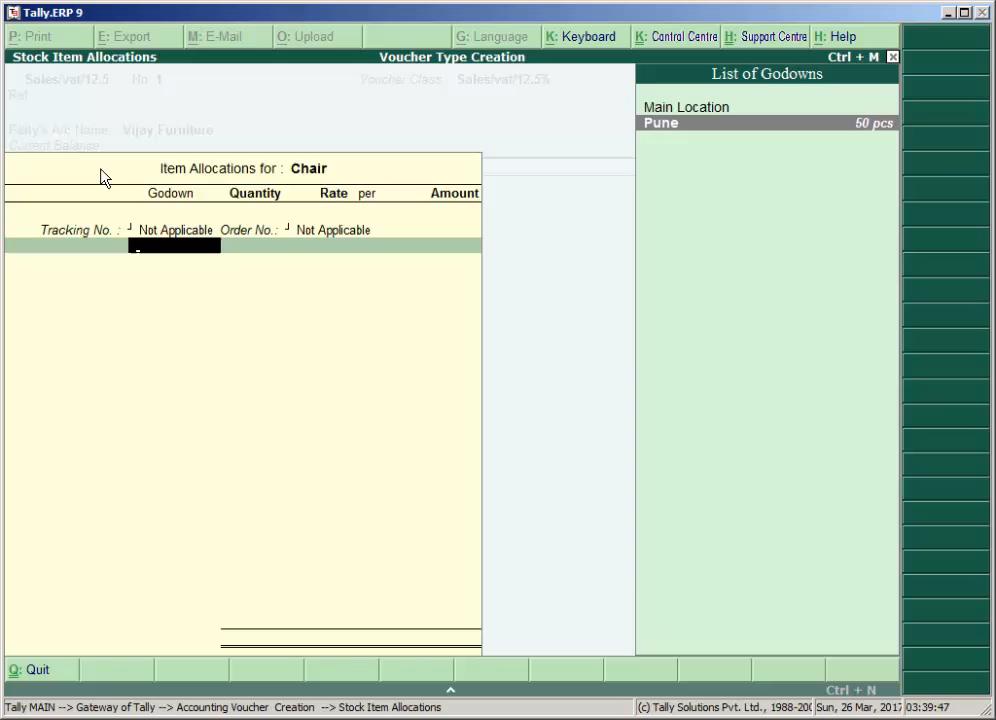 Tally.ERP 9
P: Print E: Export M: E-Mail O: Upload G: Language K: Keyboard K: Control Centre H: Support Centre H: Help
Stock Item Allocations Voucher Type Creation Ctrl + M
Sales/vat/12.5 No 1 Voucher Class Sales/vat/12.5%
Ref
Party's A/c Name Vijay Furniture
Current Balance
List of Godowns
Main Location
Pune 50 pcs
Item Allocations for : Chair
Godown Quantity Rate per Amount
Tracking No. : ┘ Not Applicable Order No.: ┘ Not Applicable
Q: Quit
Ctrl + N
Tally MAIN --> Gateway of Tally --> Accounting Voucher Creation --> Stock Item Allocations (c) Tally Solutions Pvt. Ltd., 1988-200 Sun, 26 Mar, 2017 03:39:47